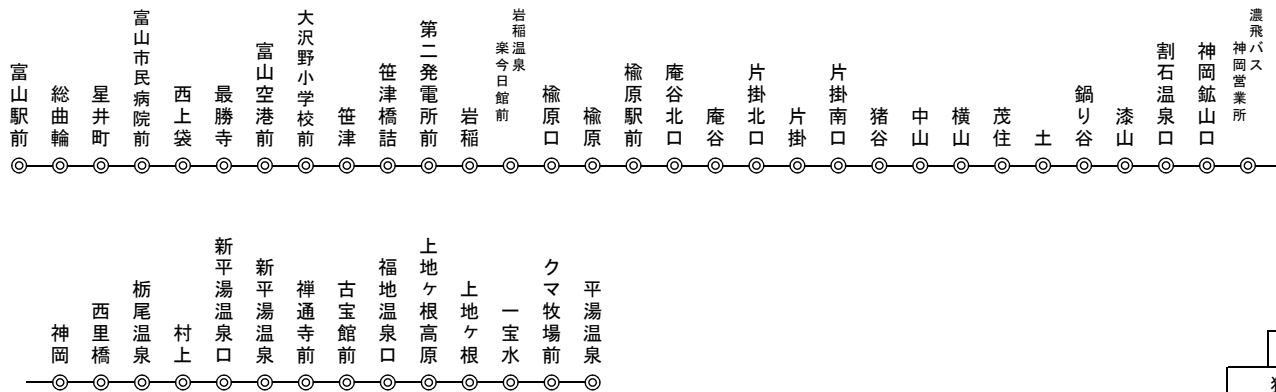 富山駅前
総曲輪
星井町
富山市民病院前
西上袋
最勝寺
富山空港前
大沢野小学校前
笹津
笹津橋詰
第二発電所前
岩稲
岩稲温泉
楽今日館前
楡原口
楡原
楡原駅前
庵谷北口
庵谷
片掛北口
片掛
片掛南口
猪谷
中山
横山
茂住
土
鍋り谷
漆山
割石温泉口
神岡鉱山口
濃飛バス
神岡営業所
神岡
西里橋
栃尾温泉
村上
新平湯温泉口
新平湯温泉
禅通寺前
古宝館前
福地温泉口
上地ヶ根高原
上地ケ根
一宝水
クマ牧場前
平湯温泉